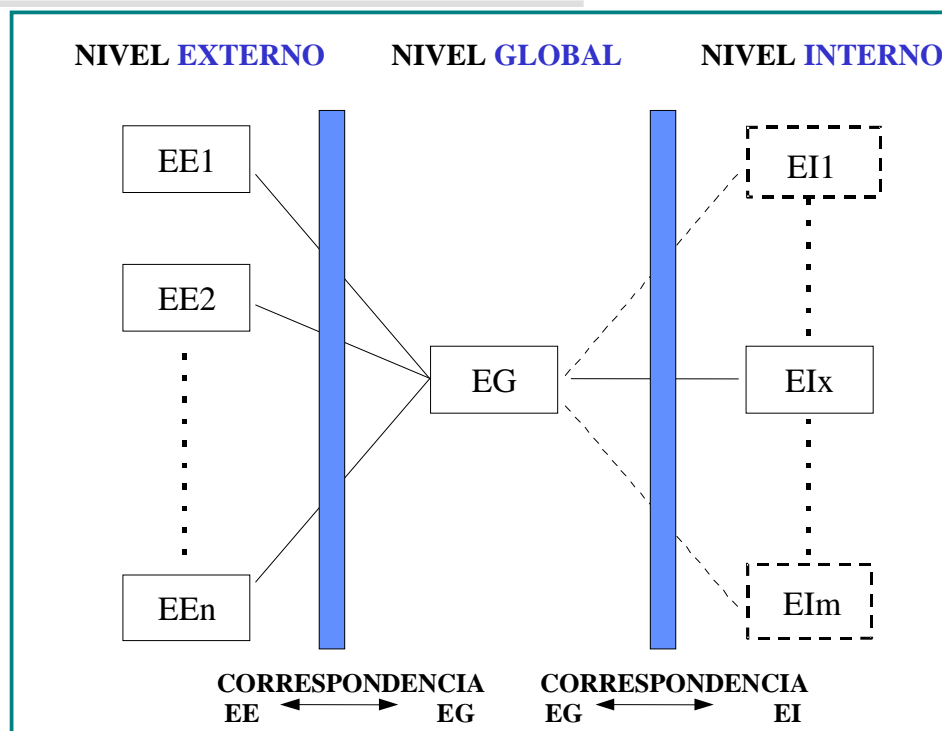 NIVEL EXTERNO NIVEL GLOBAL NIVEL INTERNO
EE1
EI1
EE2
EG
EIx
EEn
EIm
CORRESPONDENCIA CORRESPONDENCIA
EE EG EG EI